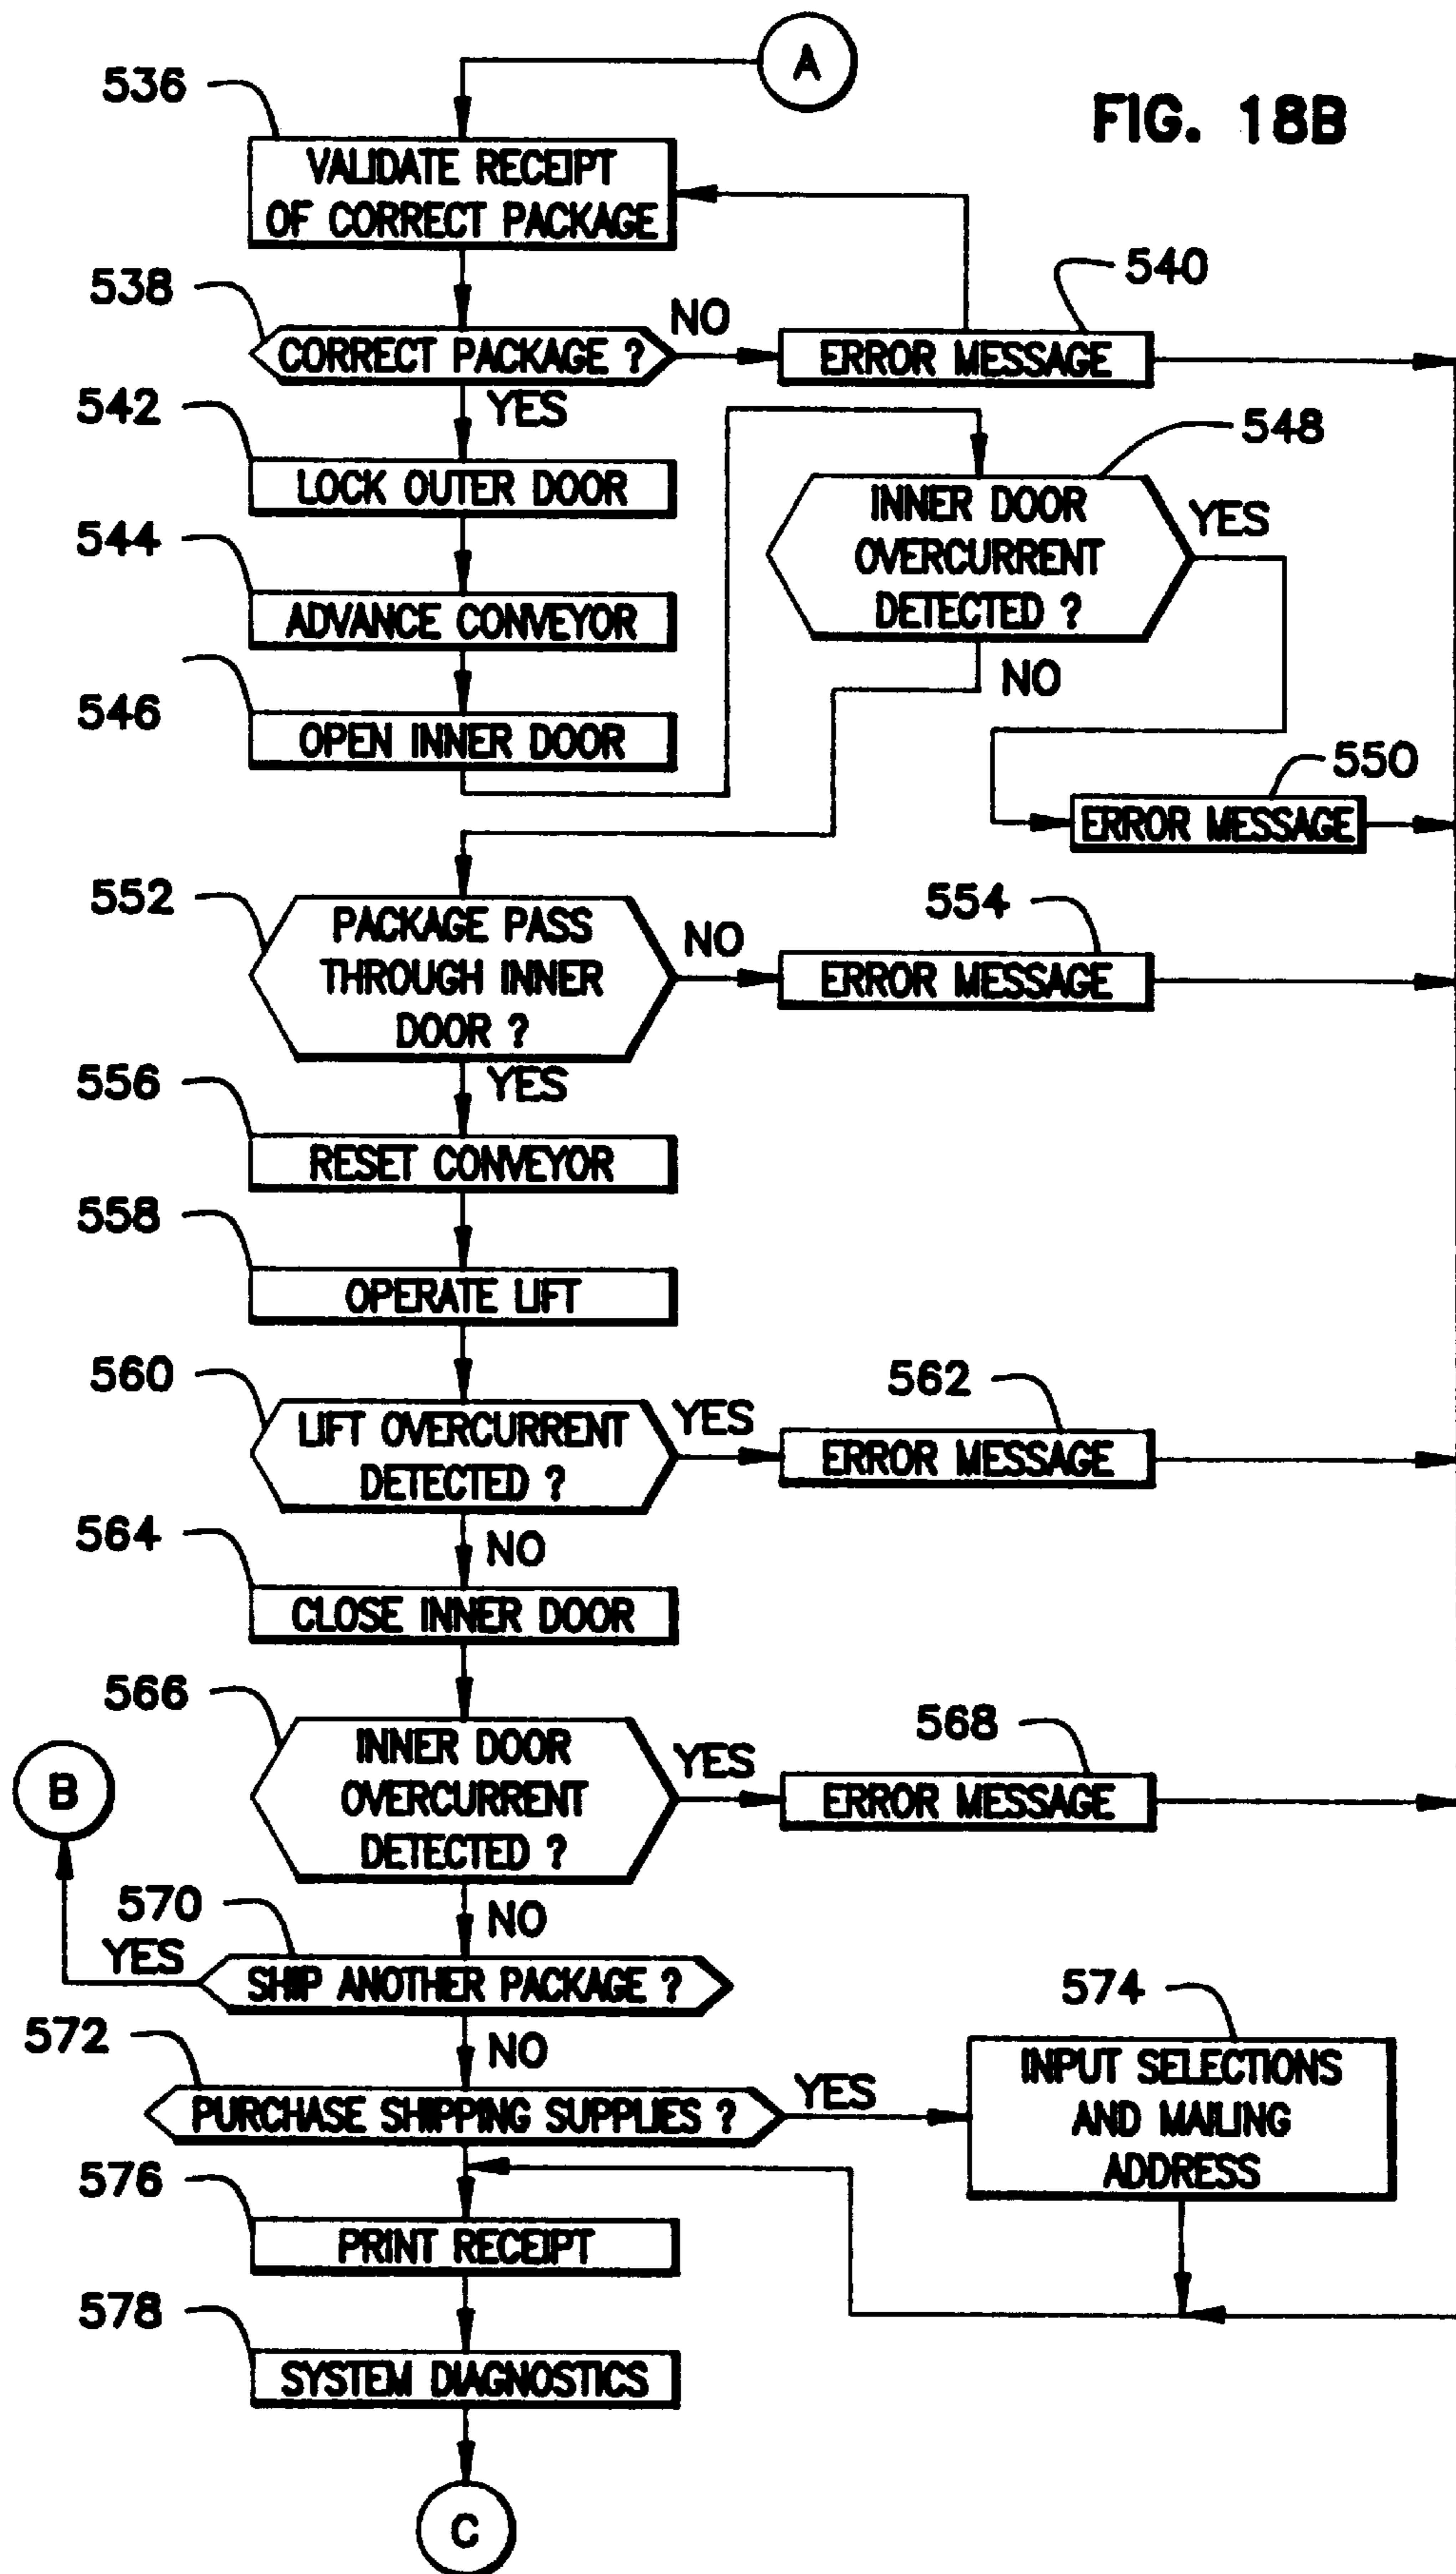 A
FIG. 18B
536
VALIDATE RECEIPT
OF CORRECT PACKAGE
538
CORRECT PACKAGE ?
NO
540
ERROR MESSAGE
YES
542
LOCK OUTER DOOR
548
INNER DOOR
OVERCURRENT
DETECTED ?
YES
NO
544
ADVANCE CONVEYOR
546
OPEN INNER DOOR
550
ERROR MESSAGE
552
PACKAGE PASS
THROUGH INNER
DOOR ?
NO
554
ERROR MESSAGE
YES
556
RESET CONVEYOR
558
OPERATE LIFT
560
LIFT OVERCURRENT
DETECTED ?
YES
562
ERROR MESSAGE
NO
564
CLOSE INNER DOOR
566
INNER DOOR
OVERCURRENT
DETECTED ?
YES
568
ERROR MESSAGE
B
NO
570
YES
SHIP ANOTHER PACKAGE ?
NO
572
PURCHASE SHIPPING SUPPLIES ?
YES
574
INPUT SELECTIONS
AND MAILING
ADDRESS
576
PRINT RECEIPT
578
SYSTEM DIAGNOSTICS
C